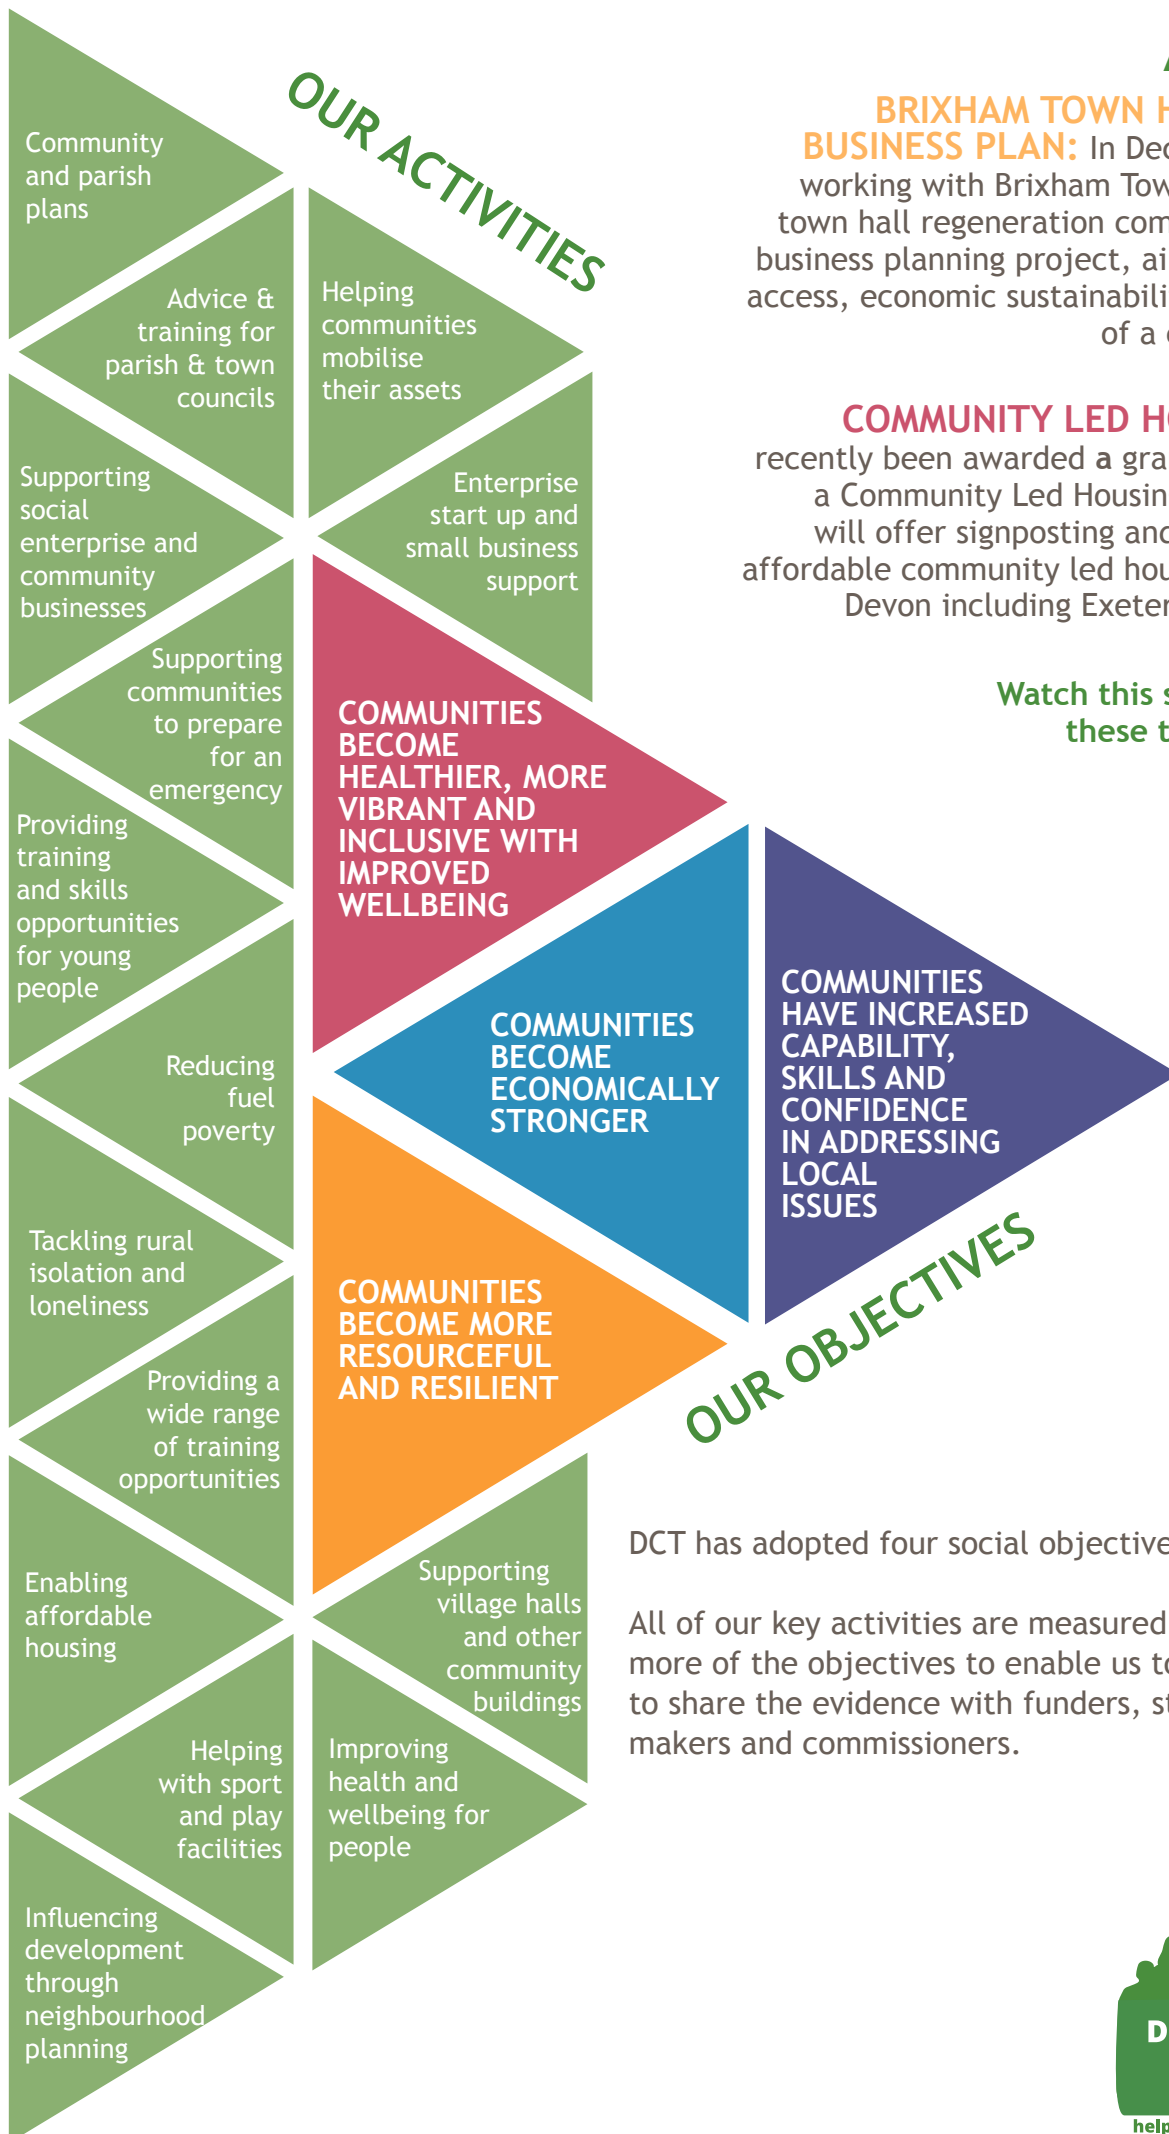 OUR ACTIVITIES
Community
and parish
plans
Advice &
training for
parish & town
councils
Helping
communities
mobilise
their assets
Supporting
social
enterprise and
community
businesses
Enterprise
start up and
small business
support
Supporting
communities
to prepare
for an
emergency
Providing
training
and skills
opportunities
for young
people
Reducing
fuel
poverty
Tackling rural
isolation and
loneliness
Providing a
wide range
of training
opportunities
Enabling
affordable
housing
Supporting
village halls
and other
community
buildings
Helping
with sport
and play
facilities
Improving
health and
wellbeing for
people
Influencing
development
through
neighbourhood
planning
COMMUNITIES
BECOME
HEALTHIER, MORE
VIBRANT AND
INCLUSIVE WITH
IMPROVED
WELLBEING
COMMUNITIES
BECOME
ECONOMICALLY
STRONGER
COMMUNITIES
HAVE INCREASED
CAPABILITY,
SKILLS AND
CONFIDENCE
IN ADDRESSING
LOCAL
ISSUES
COMMUNITIES
BECOME MORE
RESOURCEFUL
AND RESILIENT
OUR OBJECTIVES
BRIXHAM TOWN
BUSINESS PLAN: In
working with Brixham
town hall regeneration
business planning project,
access, economic
of a
COMMUNITY LED
recently been awarded a
a Community Led
will offer signposting
affordable community led
Devon including Exeter
Watch this
these
DCT has adopted four social
All of our key activities are measured
more of the objectives to enable us
to share the evidence with funders,
makers and commissioners.